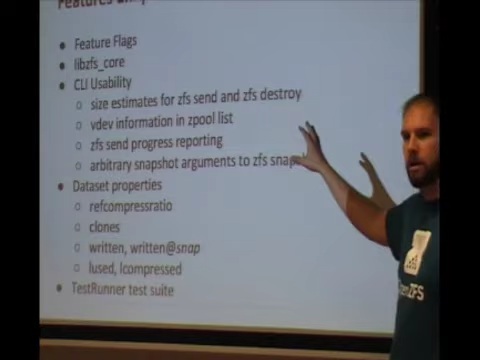 Features
Feature Flags
libzfs_core
CLI Usability
size estimates for zfs send and zfs destroy
vdev information in zpool list
zfs send progress reporting
arbitrary snapshot arguments to zfs
Dataset properties
refcompressratio
clones
written, written@snap
lused, lcompressed
TestRunner test suite
ZFS